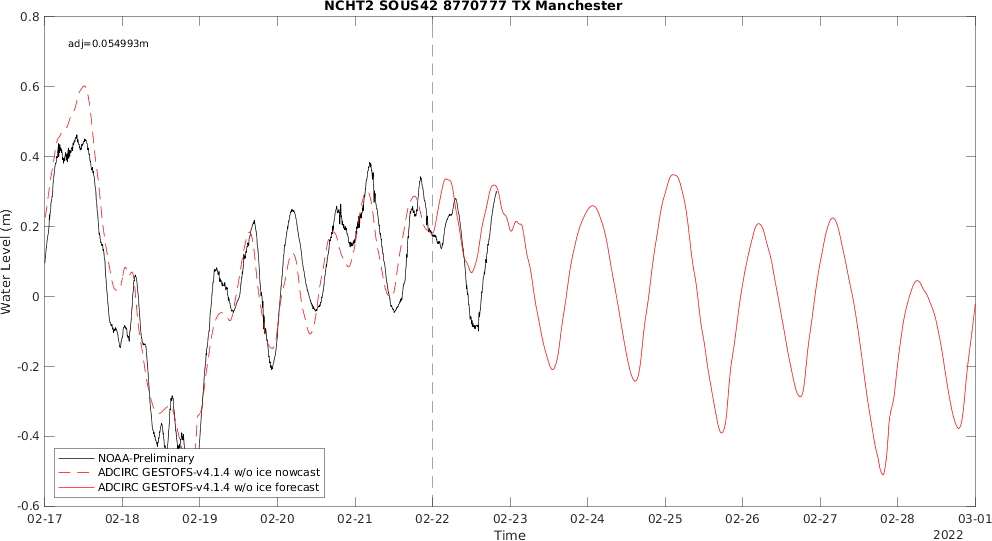 NCHT2 SOUS42 8770777 TX Manchester
adj=0.054993m
Water Level (m)
0.8
0.6
0.4
0.2
0
-0.2
-0.4
-0.6
NOAA-Preliminary
ADCIRC GESTOFS-v4.1.4 w/o ice nowcast
ADCIRC GESTOFS-v4.1.4 w/o ice forecast
02-17 02-18 02-19 02-20 02-21 02-22 02-23 02-24 02-25 02-26 02-27 02-28 03-01
Time
2022